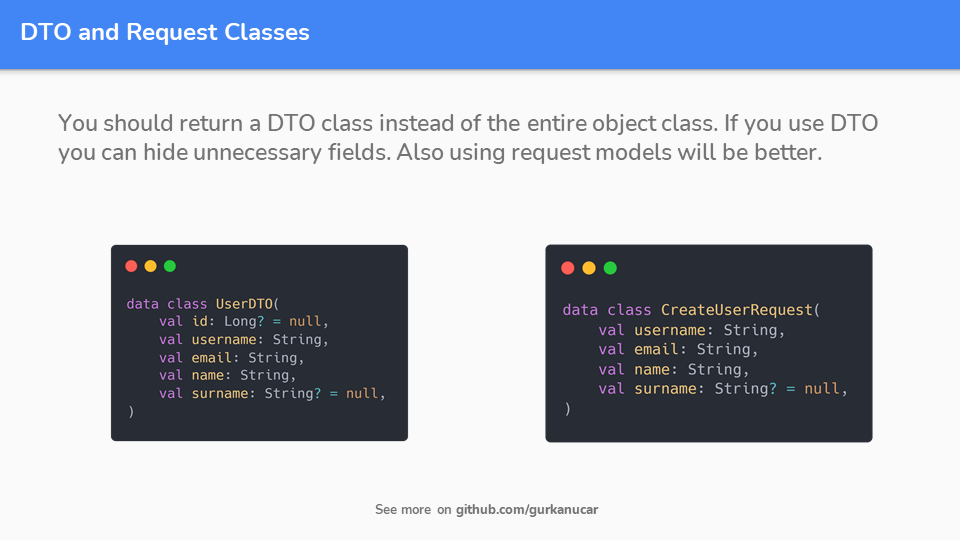 DTO and Request Classes
You should return a DTO class instead of the entire object class. If you use DTO
you can hide unnecessary fields. Also using request models will be better.
data class UserDTO(
    val id: Long? = null,
    val username: String,
    val email: String,
    val name: String,
    val surname: String? = null,
)
data class CreateUserRequest(
    val username: String,
    val email: String,
    val name: String,
    val surname: String? = null,
)
See more on github.com/gurkanucar